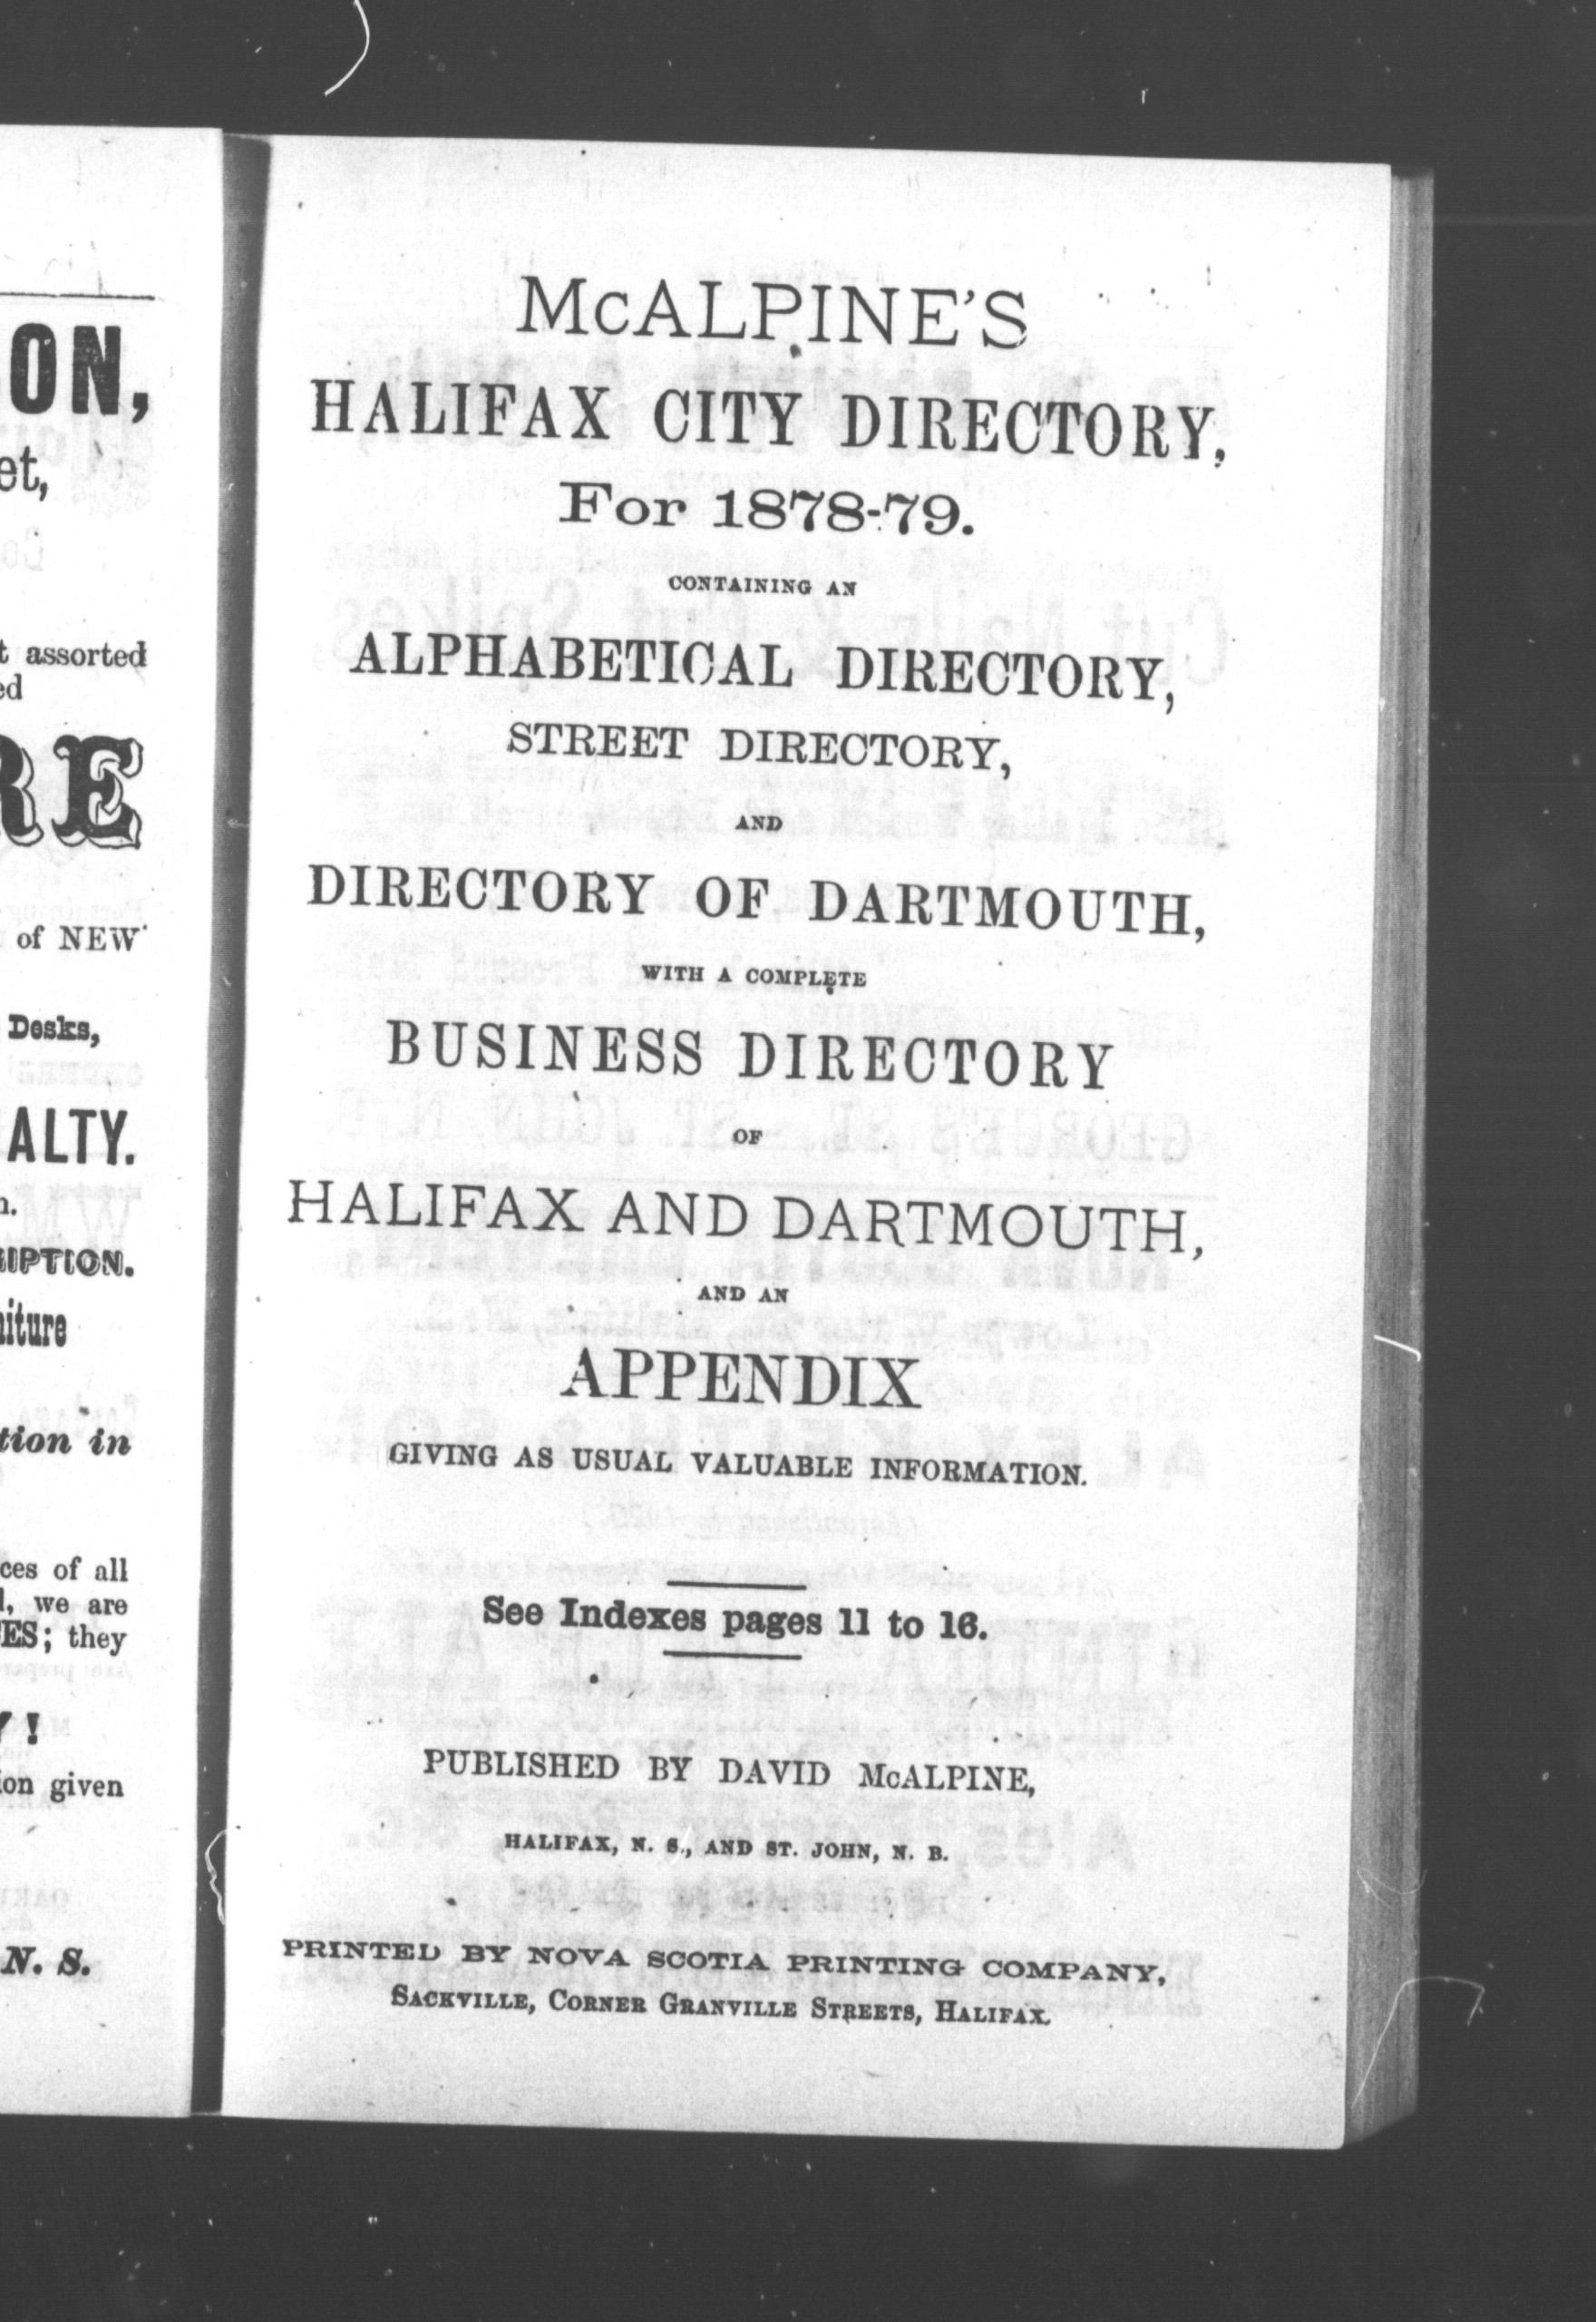 ON,
et,
t assorted
ed
RE
of NEW
Desks,
ALTY.
n.
RIPTION.
niture
tion in
ces of all
l, we are
ES; they
Y!
ion given
N. S.
McALPINE'S
HALIFAX CITY DIRECTORY,
For 1878-79.
CONTAINING AN
ALPHABETICAL DIRECTORY,
STREET DIRECTORY,
AND
DIRECTORY OF DARTMOUTH,
WITH A COMPLETE
BUSINESS DIRECTORY
OF
HALIFAX AND DARTMOUTH,
AND AN
APPENDIX
GIVING AS USUAL VALUABLE INFORMATION.
See Indexes pages 11 to 16.
PUBLISHED BY DAVID McALPINE,
HALIFAX, N. S., AND ST. JOHN, N. B.
PRINTED BY NOVA SCOTIA PRINTING COMPANY,
SACKVILLE, CORNER GRANVILLE STREETS, HALIFAX.